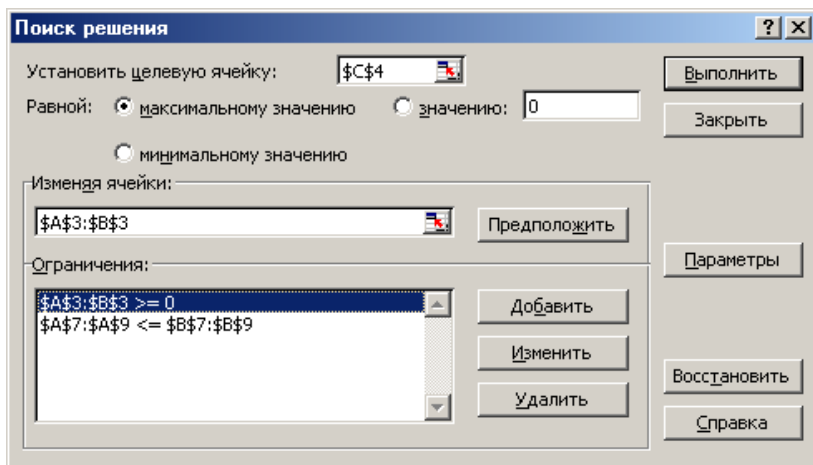 Поиск решения
Установить целевую ячейку: $C$4 Выполнить
Равной: максимальному значению значению: 0 Закрыть
минимальному значению
Изменяя ячейки:
$A$3:$B$3 Предположить
Ограничения: Параметры
$A$3:$B$3 >= 0 Добавить
$A$7:$A$9 <= $B$7:$B$9
Изменить
Восстановить
Удалить
Справка